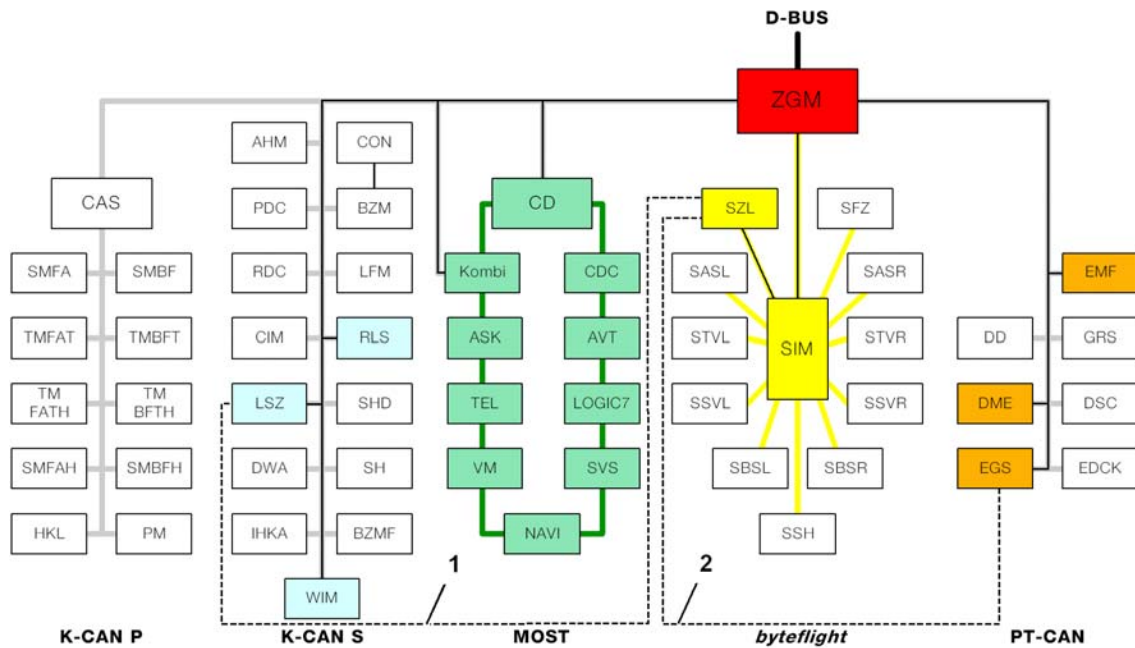 D-BUS
ZGM
AHM
CON
CAS
PDC
BZM
CD
SZL
SFZ
SMFA
SMBF
RDC
LFM
Kombi
CDC
SASL
SASR
EMF
TMFAT
TMBFT
CIM
RLS
ASK
AVT
STVL
SIM
STVR
DD
GRS
TM
FATH
TM
BFTH
LSZ
SHD
TEL
LOGIC7
SSVL
SSVR
DME
DSC
SMFAH
SMBFH
DWA
SH
VM
SVS
SBSL
SBSR
EGS
EDCK
HKL
PM
IHKA
BZMF
NAVI
SSH
1
2
WIM
K-CAN P
K-CAN S
MOST
byteflight
PT-CAN